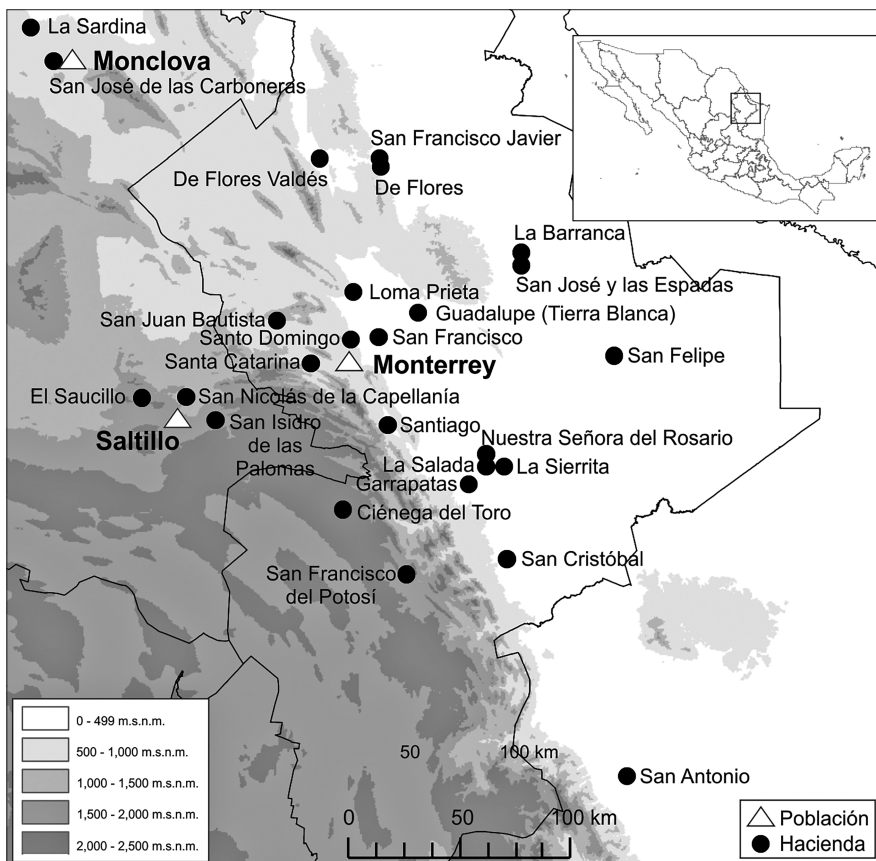 La Sardina
Monclova
San José de las Carboneras
San Francisco Javier
De Flores Valdés
De Flores
La Barranca
San José y las Espadas
Loma Prieta
Guadalupe (Tierra Blanca)
San Juan Bautista
Santo Domingo
San Francisco
Santa Catarina
Monterrey
San Felipe
El Saucillo
San Nicolás de la Capellanía
Saltillo
San Isidro
de las
Palomas
Santiago
Nuestra Señora del Rosario
La Salada
La Sierrita
Garrapatas
Ciénega del Toro
San Cristóbal
San Francisco
del Potosí
San Antonio
0 - 499 m.s.n.m.
500 - 1,000 m.s.n.m.
1,000 - 1,500 m.s.n.m.
1,500 - 2,000 m.s.n.m.
2,000 - 2,500 m.s.n.m.
50 100 km
0 50 100 km
Población
Hacienda